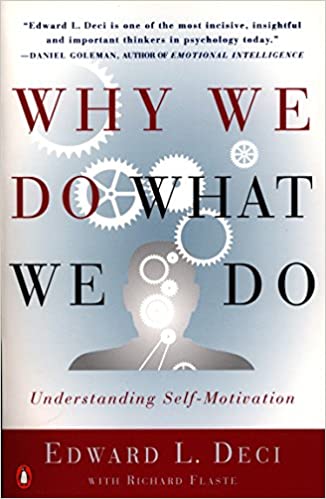 "Edward L. Deci is one of the most incisive, insightful
and important thinkers in psychology today."
—DANIEL GOLEMAN, AUTHOR OF EMOTIONAL INTELLIGENCE
WHY WE
DO WHAT
WE DO
Understanding Self-Motivation
EDWARD L. DECI
WITH RICHARD FLASTE